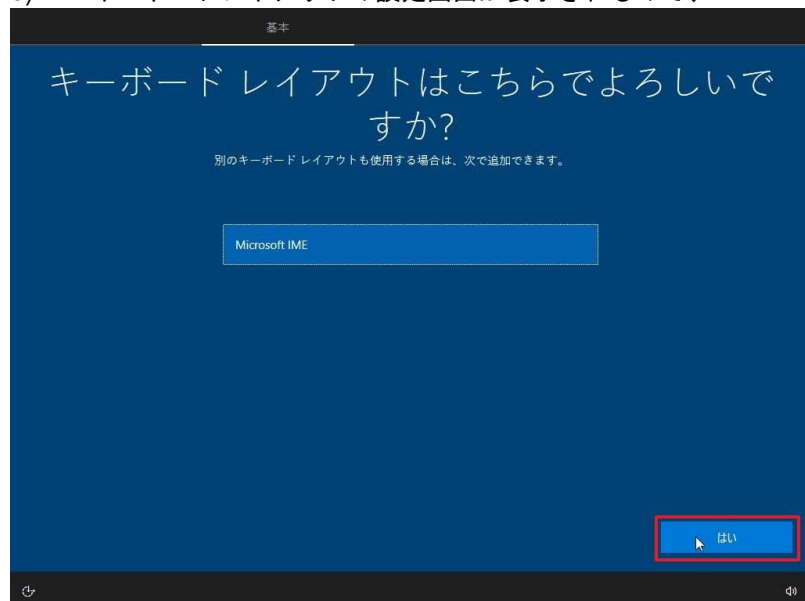 基本
キーボード レイアウトはこちらでよろしいで
すか?
別のキーボード レイアウトも使用する場合は、次で追加できます。
Microsoft IME
はい